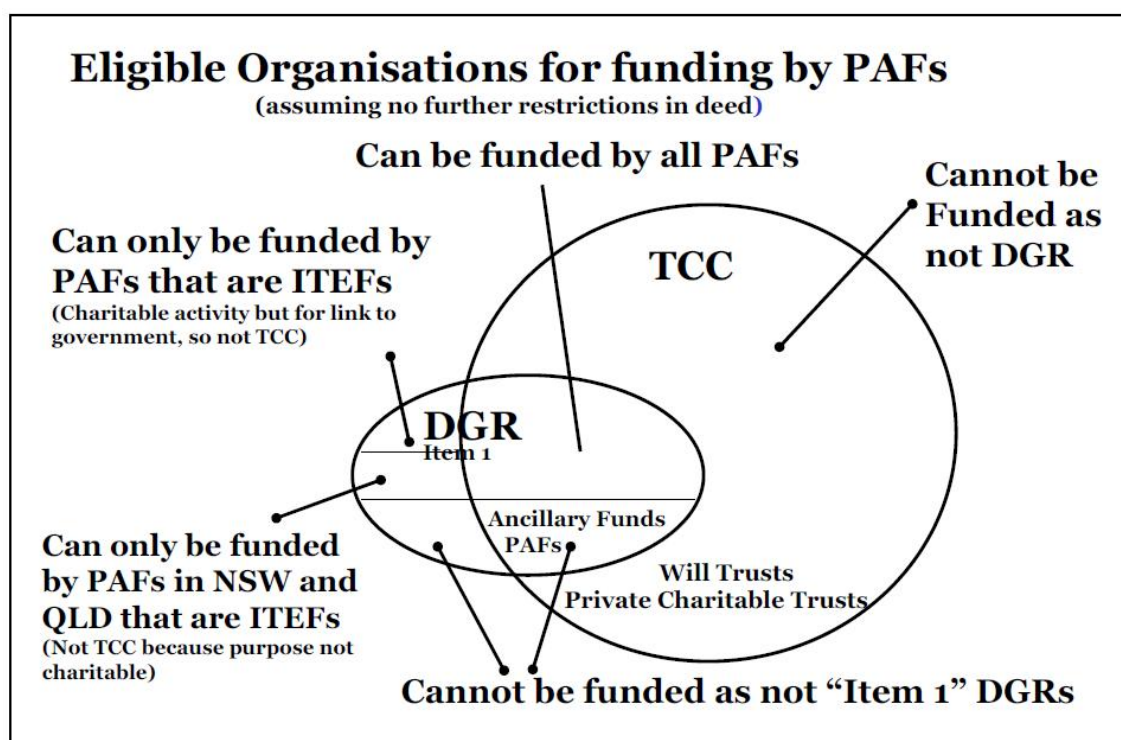 Eligible Organisations for funding by PAFs
(assuming no further restrictions in deed)
Can be funded by all PAFs
Cannot be
Funded as
not DGR
Can only be funded by
PAFs that are ITEFs
(Charitable activity but for link to
government, so not TCC)
TCC
DGR
Item 1
Ancillary Funds
PAFs
Can only be funded
by PAFs in NSW and
QLD that are ITEFs
(Not TCC because purpose not
charitable)
Will Trusts
Private Charitable Trusts
Cannot be funded as not “Item 1” DGRs